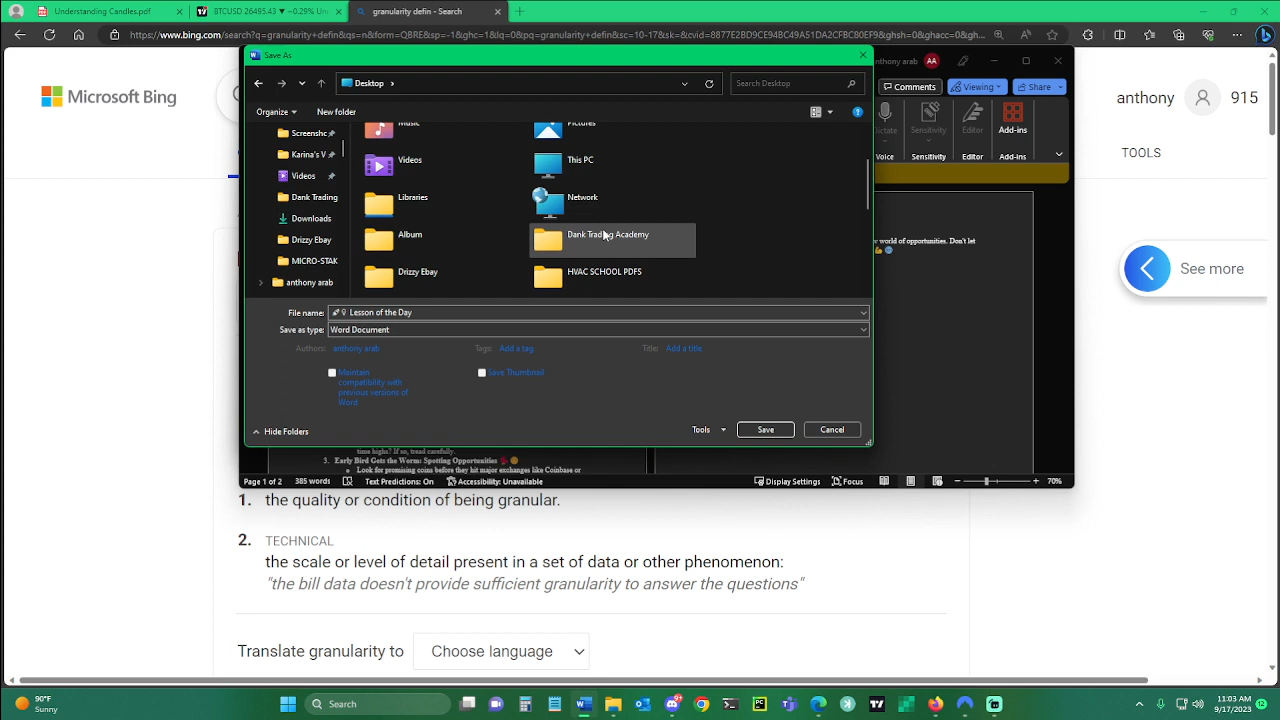 Understanding Candles.pdf
BTCUSD 26495.43 ▼ −0.29% Un
granularity defin - Search
https://www.bing.com/search?q=granularity+defin&qs=n&form=QBRE&sp=-1&ghc=1&lq=0&pq=granularity+defin&sc=10-17&sk=&cvid=0877E2BD9CE94BC49A51DA2CFBC80EF9&ghsh=0&ghacc=0&gh...
Microsoft Bing
anthony
915
TOOLS
See more
Save As
nthony arab AA
Desktop
Search Desktop
Comments
Viewing
Share
Organize
New folder
Dictate
Sensitivity
Editor
Add-ins
Voice
Sensitivity
Editor
Add-ins
Screensho
Karina's V
Videos
Dank Trading
Downloads
Drizzy Ebay
MICRO-STAK
anthony arab
Music
Pictures
Videos
This PC
Libraries
Network
Album
Dank Trading Academy
Drizzy Ebay
HVAC SCHOOL PDFS
w world of opportunities. Don't let
File name: Lesson of the Day
Save as type: Word Document
Authors: anthony arab
Tags: Add a tag
Title: Add a title
Maintain
compatibility with
previous versions of
Word
Save Thumbnail
Hide Folders
Tools
Save
Cancel
time highs? If so, tread carefully.
3. Early Bird Gets the Worm: Spotting Opportunities
o Look for promising coins before they hit major exchanges like Coinbase or
Page 1 of 2
385 words
Text Predictions: On
Accessibility: Unavailable
Display Settings
Focus
70%
1. the quality or condition of being granular.
2. TECHNICAL
the scale or level of detail present in a set of data or other phenomenon:
"the bill data doesn't provide sufficient granularity to answer the questions"
Translate granularity to
Choose language
90°F
Sunny
Search
11:03 AM
9/17/2023